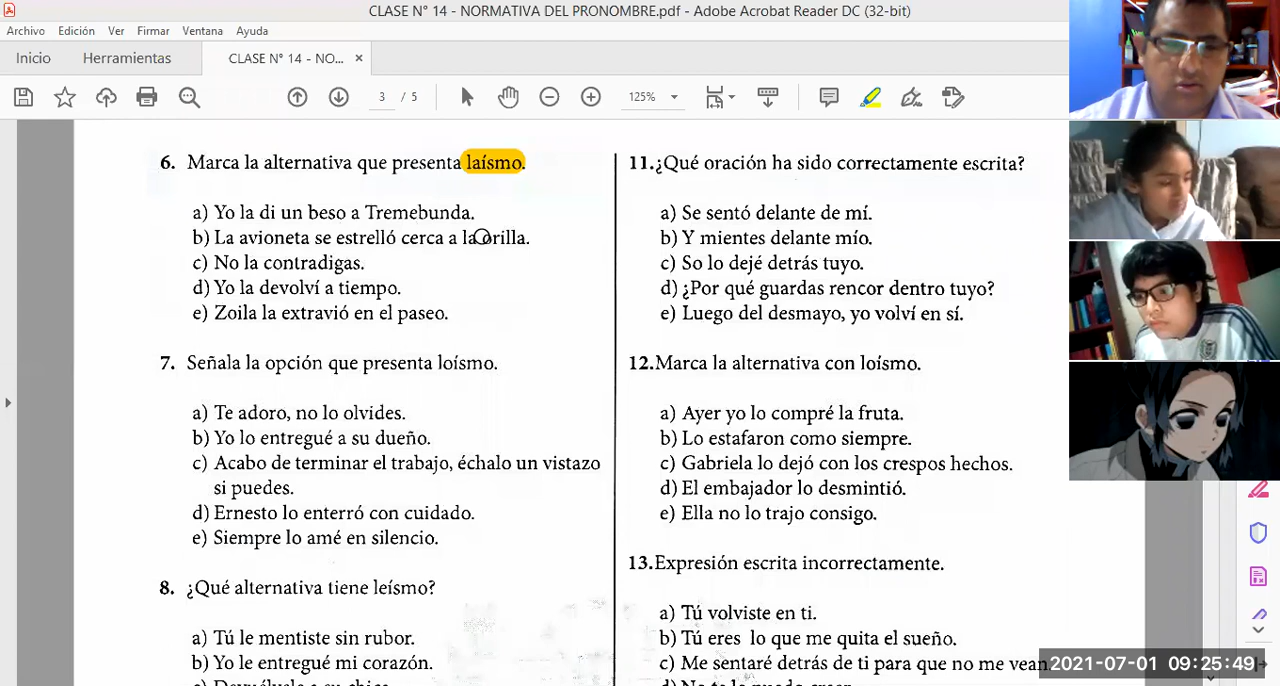 CLASE N° 14 - NORMATIVA DEL PRONOMBRE.pdf - Adobe Acrobat Reader DC (32-bit)
Archivo Edición Ver Firmar Ventana Ayuda
Inicio Herramientas CLASE N° 14 - NO... ×
3 / 5 125%
6. Marca la alternativa que presenta laísmo.
a) Yo la di un beso a Tremebunda.
b) La avioneta se estrelló cerca a la orilla.
c) No la contradigas.
d) Yo la devolví a tiempo.
e) Zoila la extravió en el paseo.
7. Señala la opción que presenta loísmo.
a) Te adoro, no lo olvides.
b) Yo lo entregué a su dueño.
c) Acabo de terminar el trabajo, échalo un vistazo
si puedes.
d) Ernesto lo enterró con cuidado.
e) Siempre lo amé en silencio.
8. ¿Qué alternativa tiene leísmo?
a) Tú le mentiste sin rubor.
b) Yo le entregué mi corazón.
11.¿Qué oración ha sido correctamente escrita?
a) Se sentó delante de mí.
b) Y mientes delante mío.
c) So lo dejé detrás tuyo.
d) ¿Por qué guardas rencor dentro tuyo?
e) Luego del desmayo, yo volví en sí.
12.Marca la alternativa con loísmo.
a) Ayer yo lo compré la fruta.
b) Lo estafaron como siempre.
c) Gabriela lo dejó con los crespos hechos.
d) El embajador lo desmintió.
e) Ella no lo trajo consigo.
13.Expresión escrita incorrectamente.
a) Tú volviste en ti.
b) Tú eres lo que me quita el sueño.
c) Me sentaré detrás de ti para que no me vean
2021-07-01 09:25:49